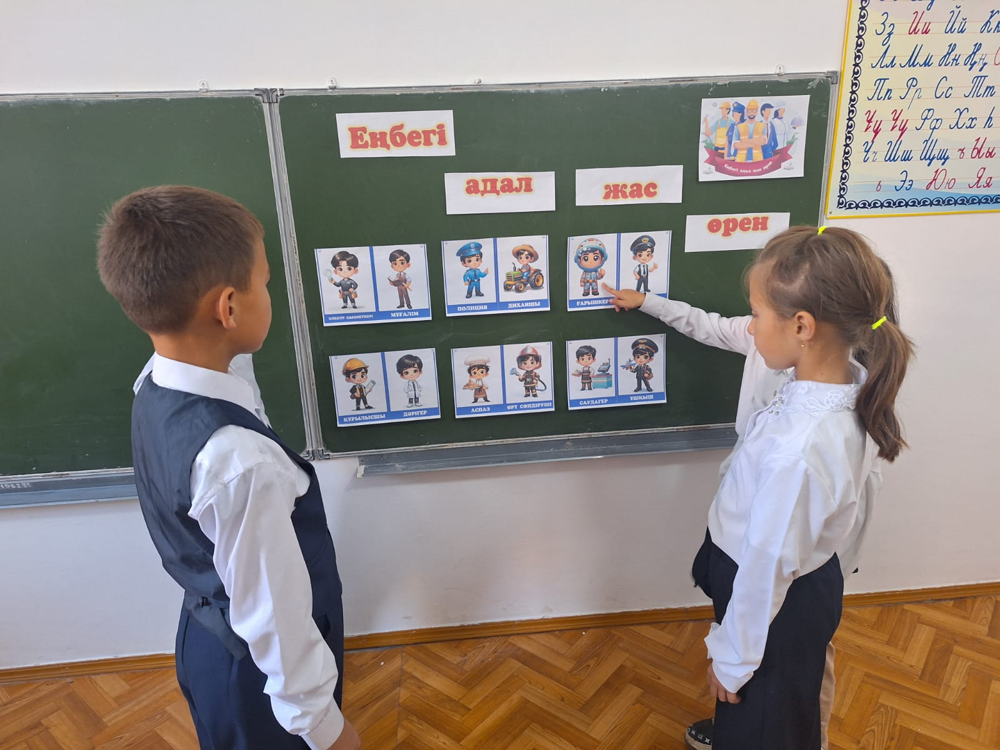 Еңбегі
адал
жас
өрен
Еңбегі адал жас өрен
ЭЛЕКТР ҚЫЗМЕТКЕРІ
МҰҒАЛІМ
ПОЛИЦИЯ
ДИХАНШЫ
ҒАРЫШКЕР
ҚҰРЫЛЫСШЫ
ДӘРІГЕР
АСПАЗ
ӨРТ СӨНДІРУШІ
САУДАГЕР
ҰШҚЫШ
Зз Ии Йй Кк
Лл Мм Нн Ңң
Пп Рр Сс Тт
Ұұ Үү Фф Хх һ
Чч Шш Щщ ъ Ыы
ь Ээ Юю Яя